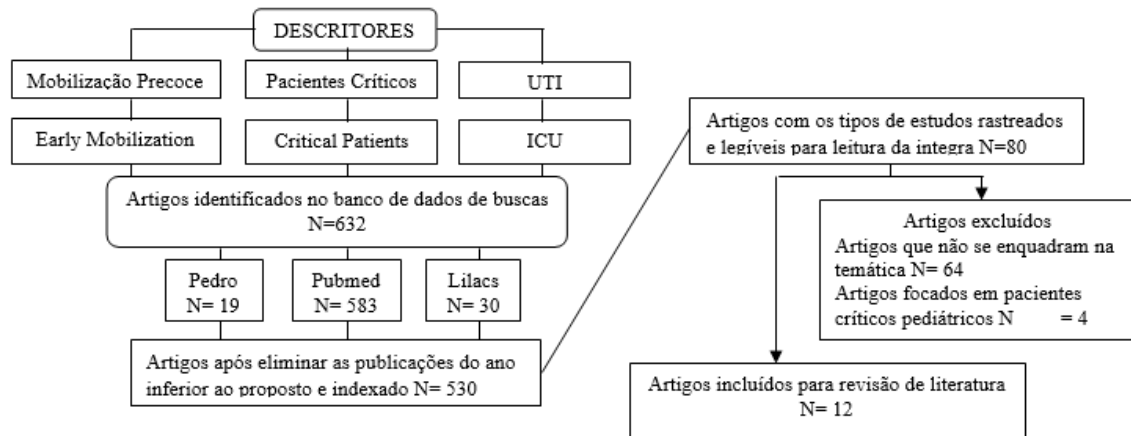 DESCRITORES
Mobilização Precoce
Pacientes Críticos
UTI
Early Mobilization
Critical Patients
ICU
Artigos identificados no banco de dados de buscas
N=632
Pedro
N= 19
Pubmed
N= 583
Lilacs
N= 30
Artigos após eliminar as publicações do ano
inferior ao proposto e indexado N= 530
Artigos com os tipos de estudos rastreados
e legíveis para leitura da integra N=80
Artigos excluídos
Artigos que não se enquadram na
temática N= 64
Artigos focados em pacientes
críticos pediátricos N = 4
Artigos incluídos para revisão de literatura
N= 12